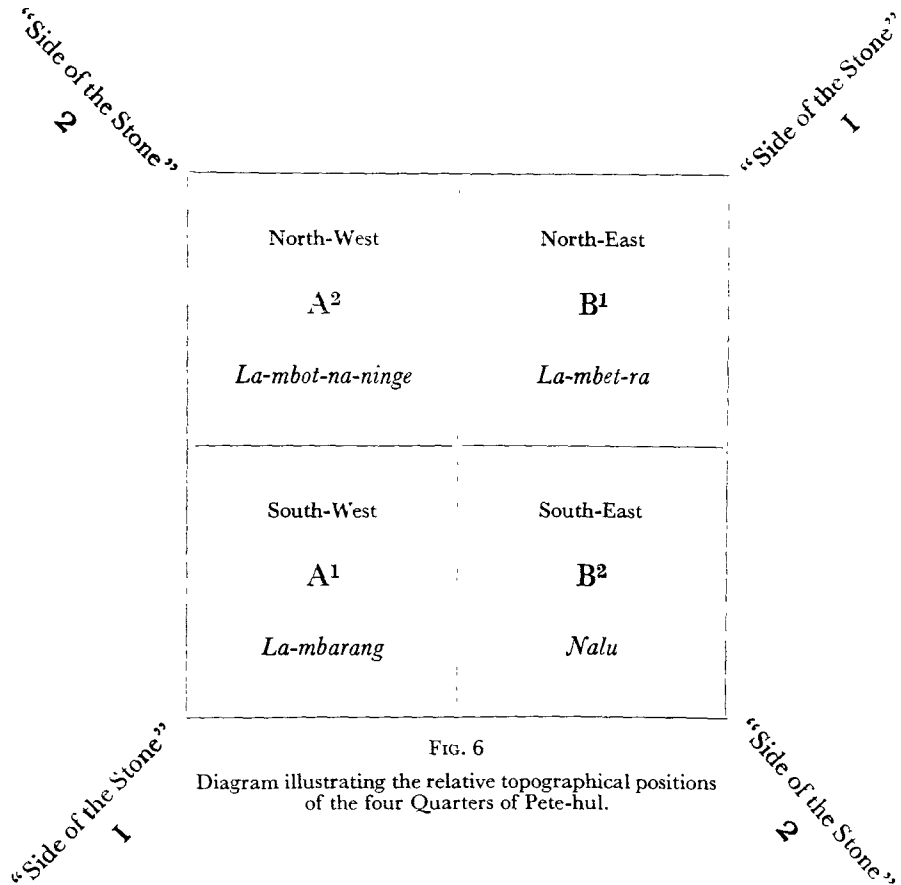 “Side of the Stone”
2
“Side of the Stone”
1
North-West
North-East
A²
B¹
La-mbot-na-ninge
La-mbet-ra
South-West
South-East
A¹
B²
La-mbarang
Nalu
“Side of the Stone”
1
“Side of the Stone”
2
FIG. 6
Diagram illustrating the relative topographical positions
of the four Quarters of Pete-hul.